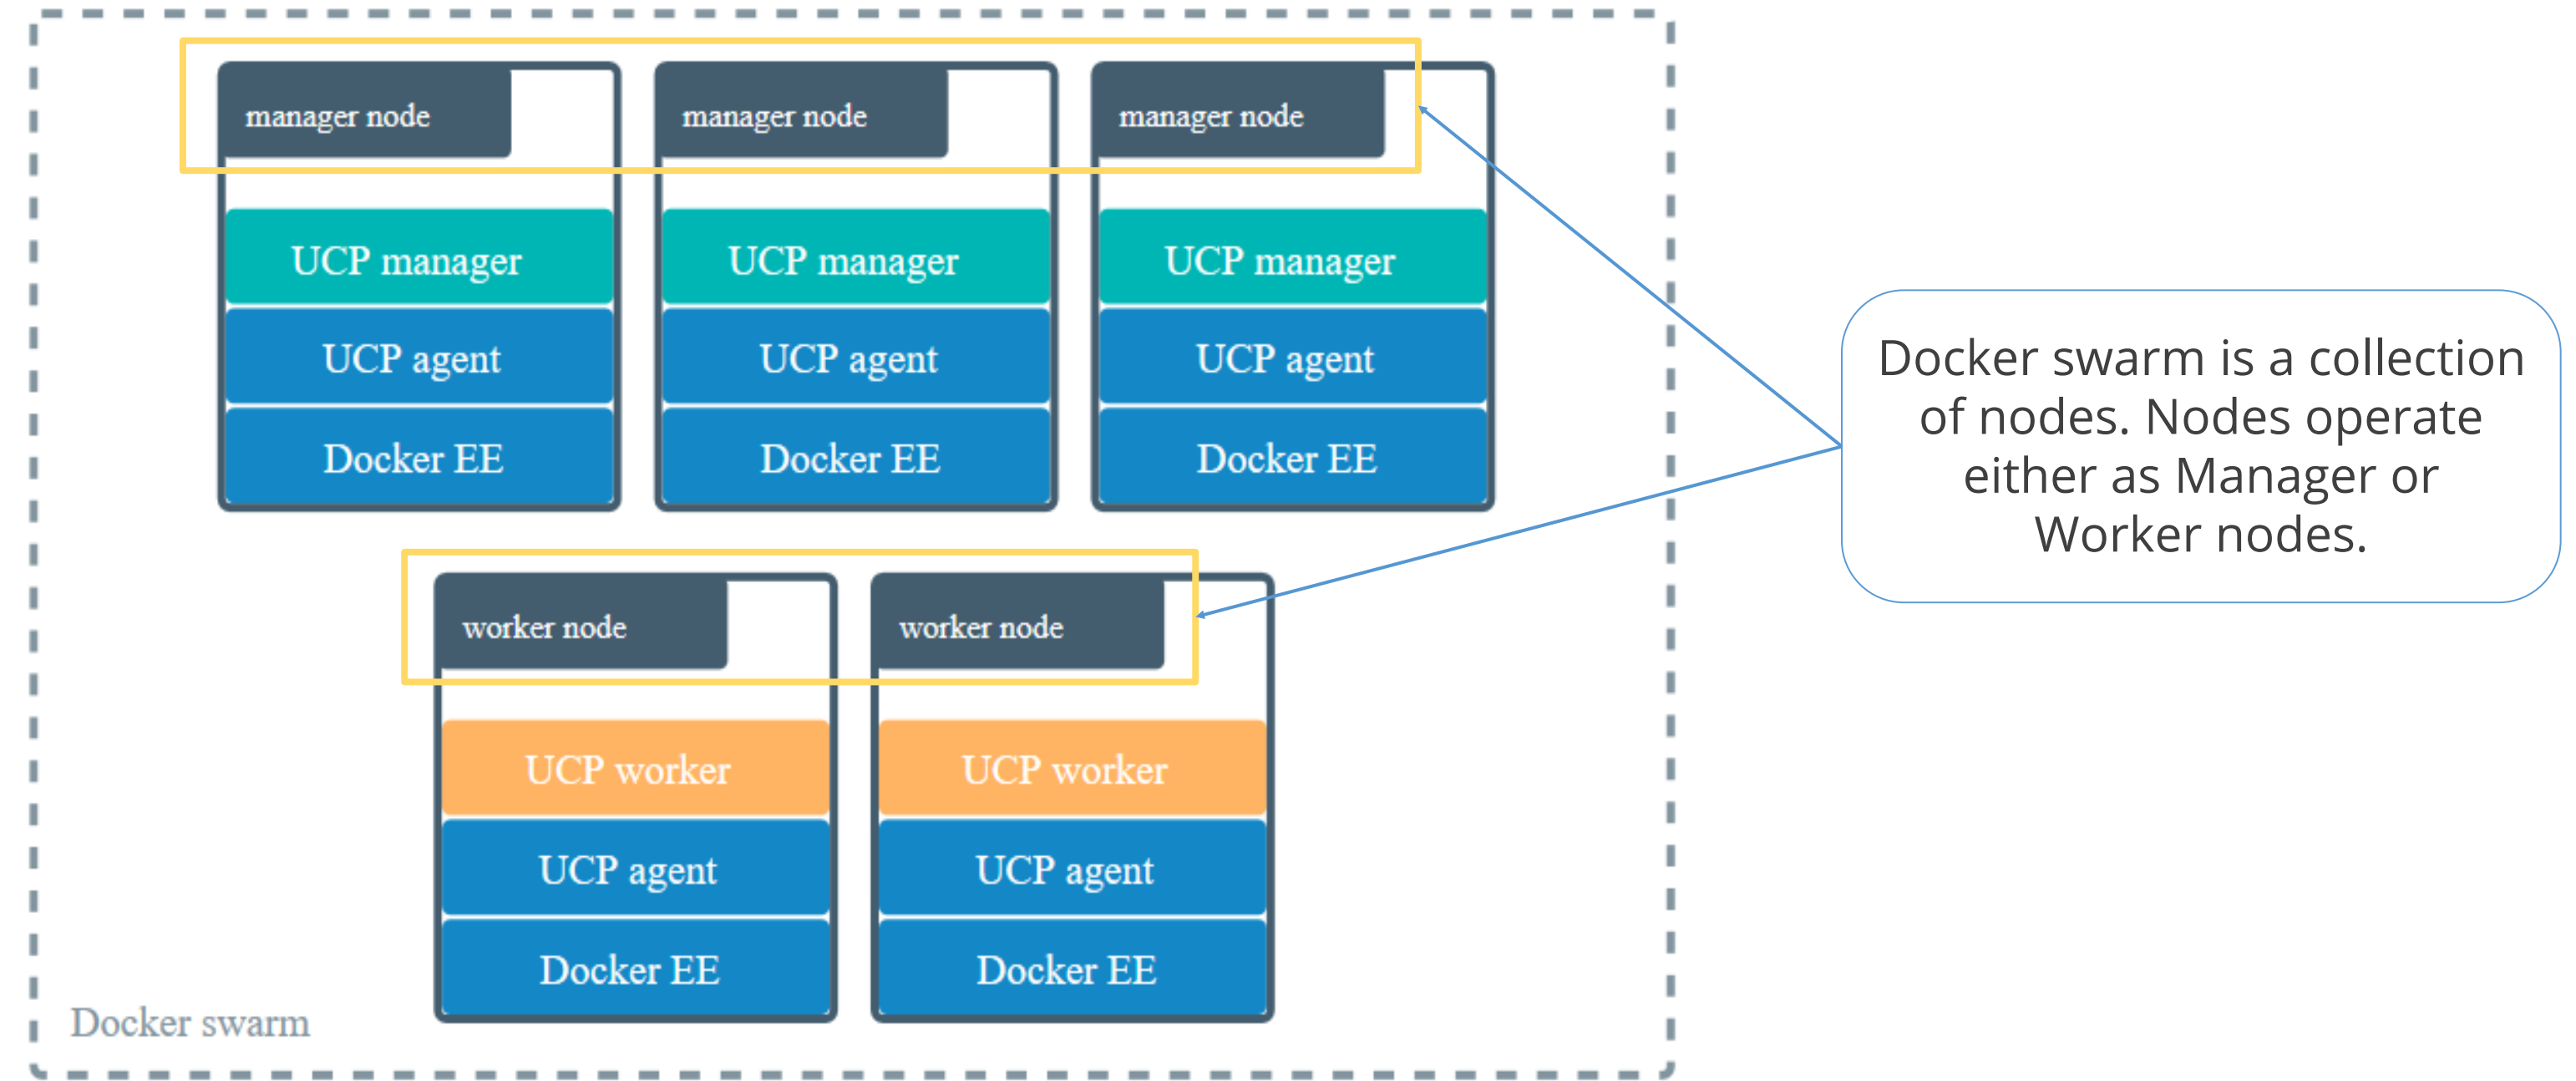 manager node
manager node
manager node
UCP manager
UCP manager
UCP manager
UCP agent
UCP agent
UCP agent
Docker EE
Docker EE
Docker EE
Docker swarm is a collection
of nodes. Nodes operate
either as Manager or
Worker nodes.
worker node
worker node
UCP worker
UCP worker
UCP agent
UCP agent
Docker EE
Docker EE
Docker swarm